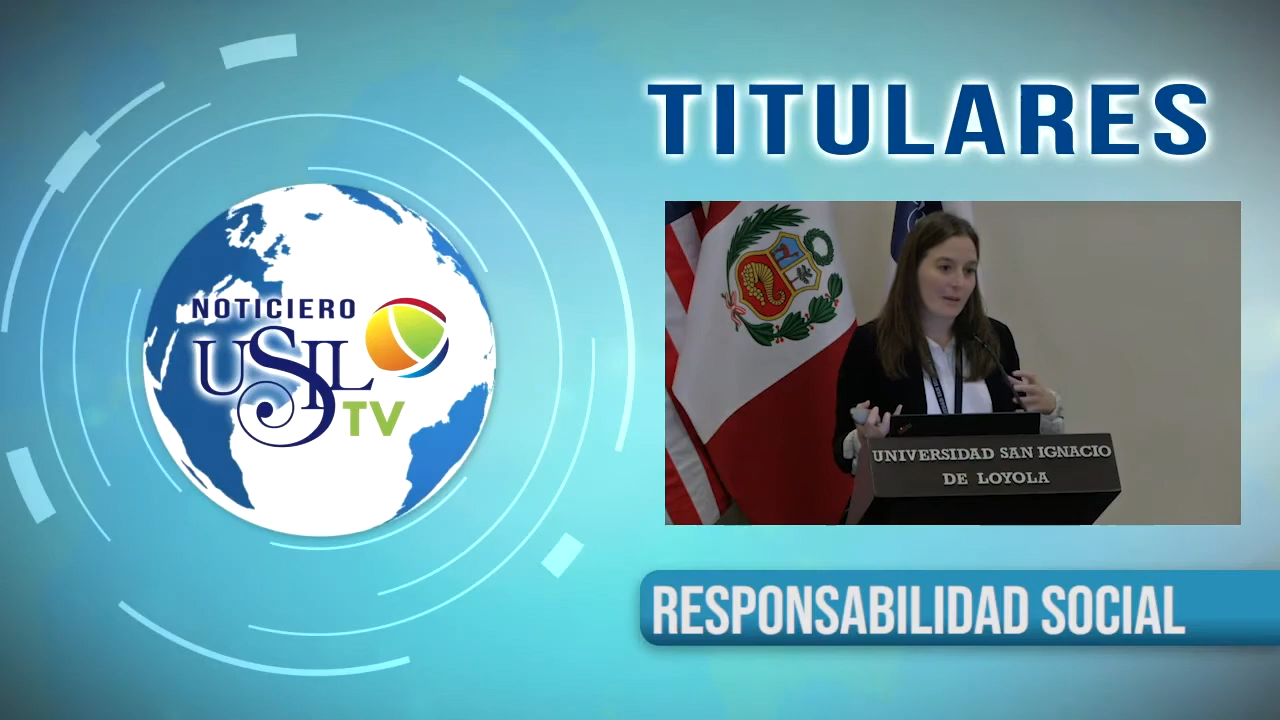 TITULARES
NOTICIERO
USIL
TV
UNIVERSIDAD SAN IGNACIO
DE LOYOLA
RESPONSABILIDAD SOCIAL